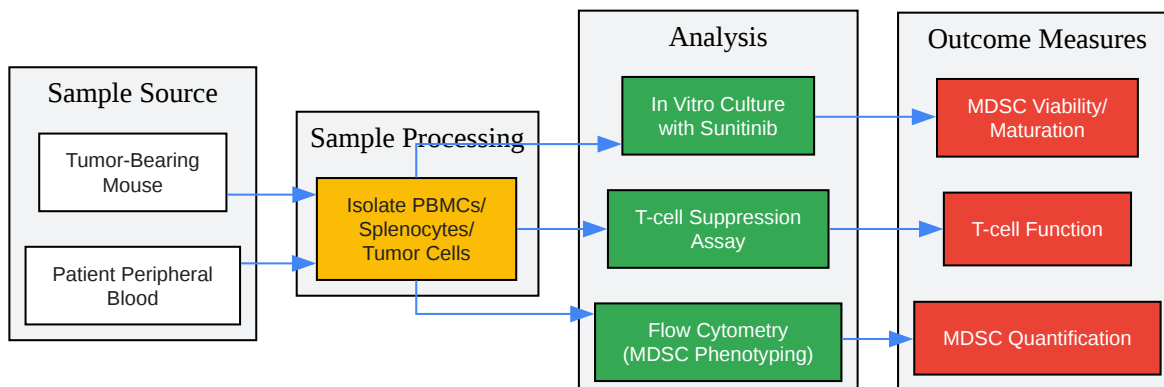 Sample Source
Tumor-Bearing
Mouse
Patient Peripheral
Blood
Sample Processing
Isolate PBMCs/
Splenocytes/
Tumor Cells
Analysis
In Vitro Culture
with Sunitinib
T-cell Suppression
Assay
Flow Cytometry
(MDSC Phenotyping)
Outcome Measures
MDSC Viability/
Maturation
T-cell Function
MDSC Quantification